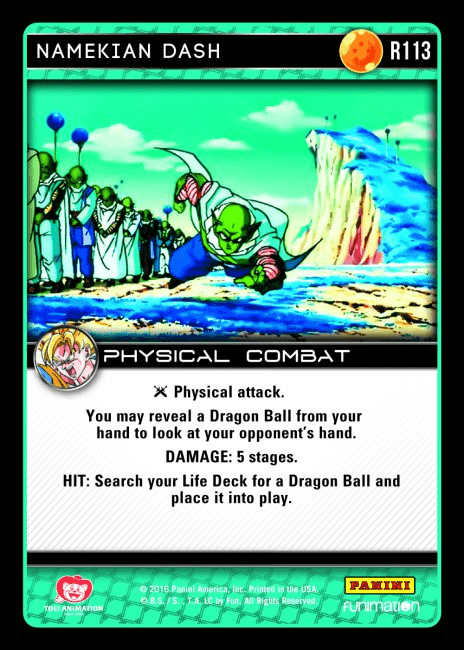 NAMEKIAN DASH
R113
PHYSICAL COMBAT
Physical attack.
You may reveal a Dragon Ball from your
hand to look at your opponent's hand.
DAMAGE: 5 stages.
HIT: Search your Life Deck for a Dragon Ball and
place it into play.
TOEI ANIMATION
© 2016 Panini America, Inc. Printed in the USA.
© B.S. / S. , T.A. LC by Fun. All Rights Reserved.
PANINI
FUNIMATION